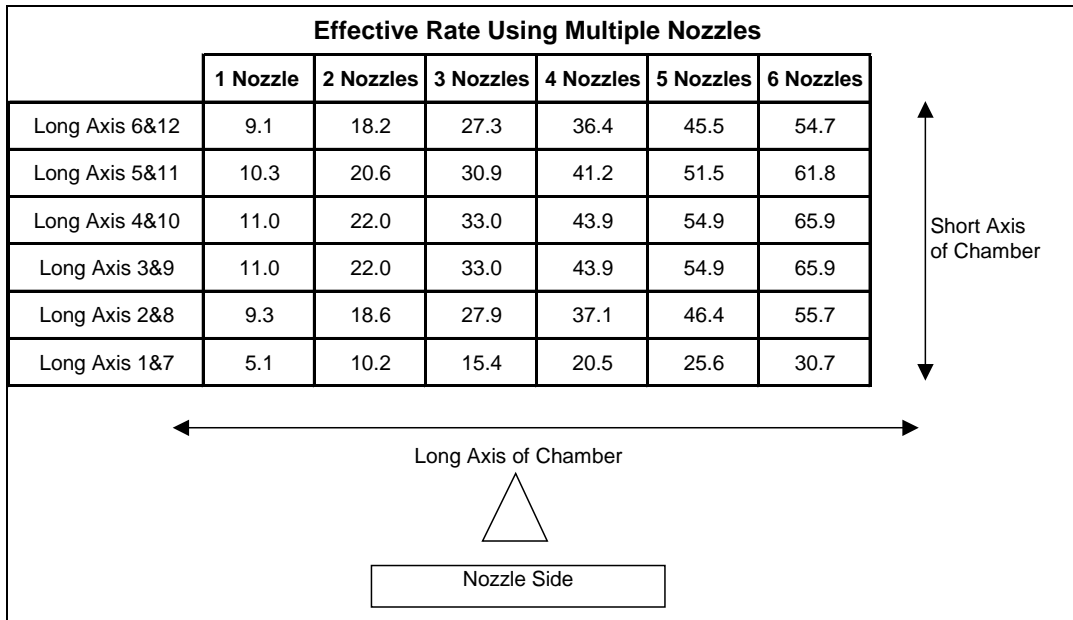 Effective Rate Using Multiple Nozzles
1 Nozzle 2 Nozzles 3 Nozzles 4 Nozzles 5 Nozzles 6 Nozzles
Long Axis 6&12 9.1 18.2 27.3 36.4 45.5 54.7
Long Axis 5&11 10.3 20.6 30.9 41.2 51.5 61.8
Long Axis 4&10 11.0 22.0 33.0 43.9 54.9 65.9
Long Axis 3&9 11.0 22.0 33.0 43.9 54.9 65.9
Long Axis 2&8 9.3 18.6 27.9 37.1 46.4 55.7
Long Axis 1&7 5.1 10.2 15.4 20.5 25.6 30.7
Short Axis
of Chamber
Long Axis of Chamber
Nozzle Side